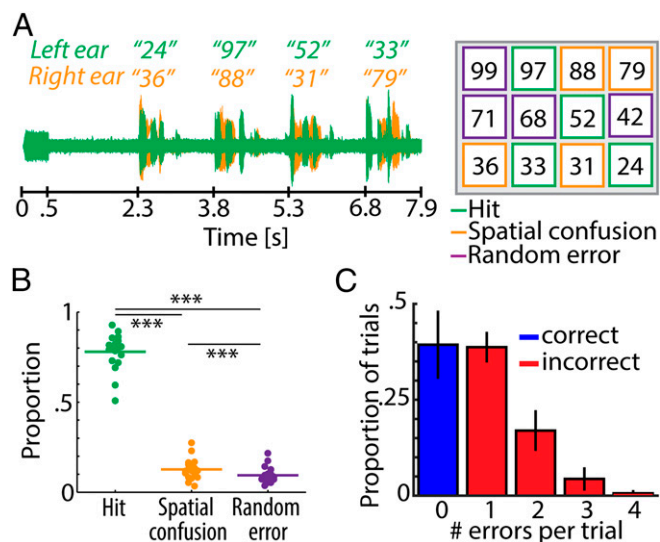 A
Left ear "24" "97" "52" "33"
Right ear "36" "88" "31" "79"
0 .5 2.3 3.8 5.3 6.8 7.9
Time [s]
99 97 88 79
71 68 52 42
36 33 31 24
Hit
Spatial confusion
Random error
B
Proportion
1
.5
0
***
***
***
Hit
Spatial confusion
Random error
C
Proportion of trials
.5
.25
0
correct
incorrect
0 1 2 3 4
# errors per trial